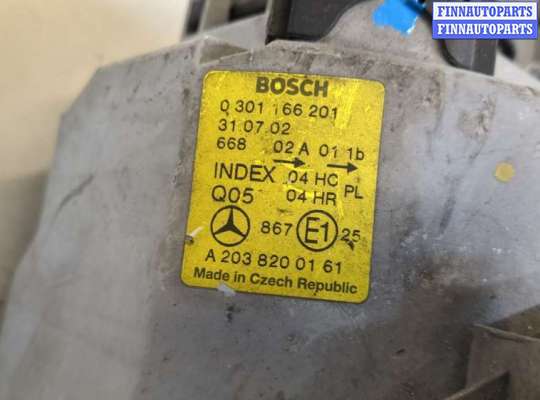 FINNAUTOPARTS
FINNAUTOPARTS
BOSCH
0 301 166 201
31.07.02
668 02 A 01 1b
INDEX 04 HC PL
Q05 04 HR
867 E1 25
A 203 820 01 61
Made in Czech Republic